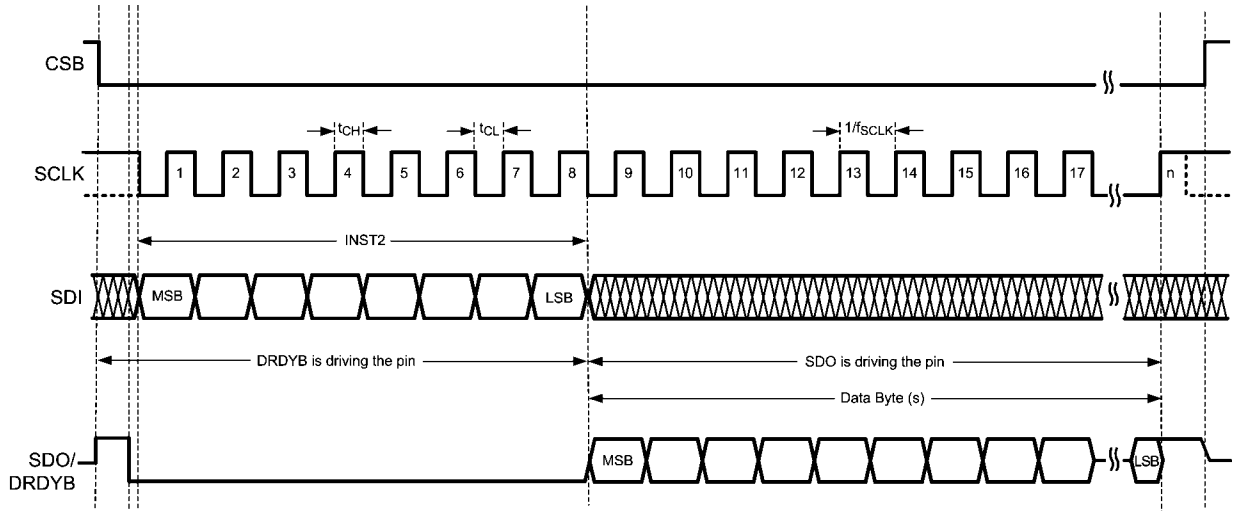 CSB
tCH
tCL
1/fSCLK
SCLK
1 2 3 4 5 6 7 8 9 10 11 12 13 14 15 16 17 n
INST2
SDI
MSB
LSB
DRDYB is driving the pin
SDO is driving the pin
Data Byte (s)
SDO/
DRDYB
MSB
LSB